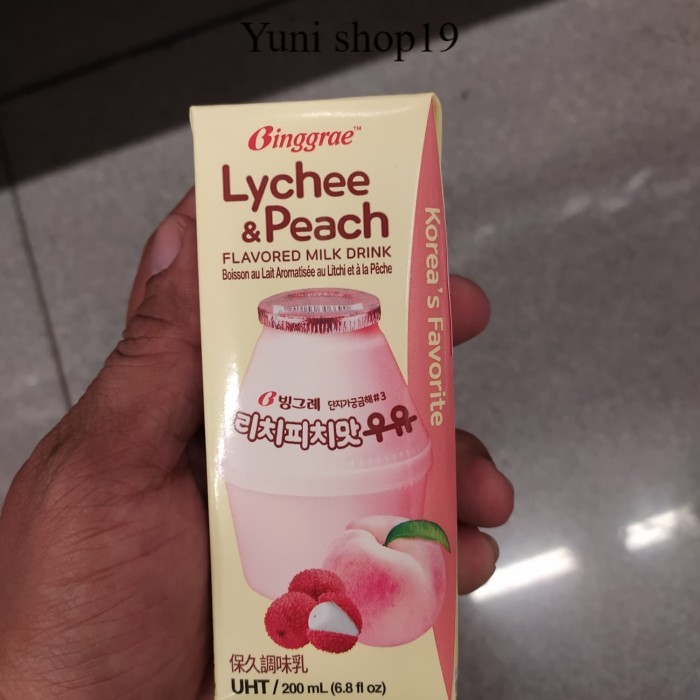 Yuni shop19
Binggrae™
Lychee
& Peach
FLAVORED MILK DRINK
Boisson au Lait Aromatisée au Litchi et à la Pêche
Korea's Favorite
빙그레 단지가궁금해#3
리치피치맛우유
保久調味乳
UHT / 200 mL (6.8 fl oz)